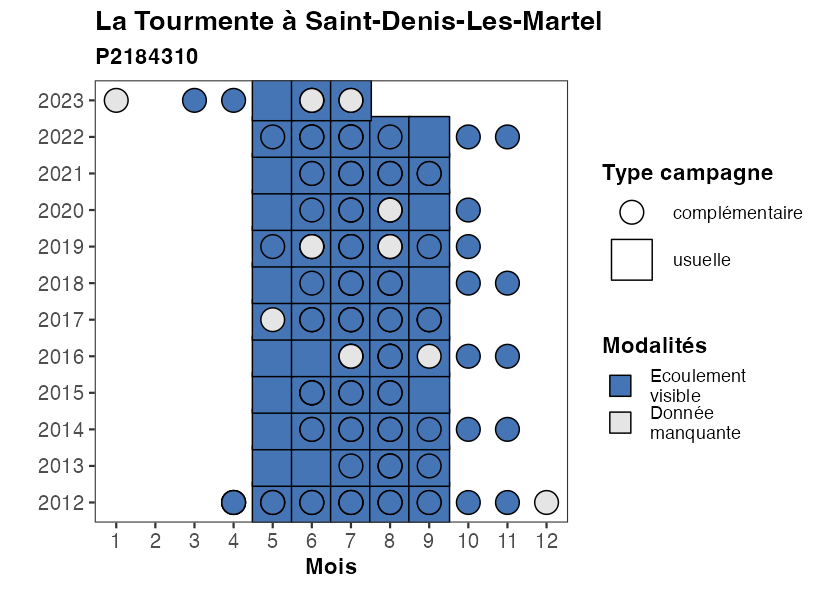 La Tourmente à Saint-Denis-Les-Martel
P2184310
2023
2022
2021
2020
2019
2018
2017
2016
2015
2014
2013
2012
1 2 3 4 5 6 7 8 9 10 11 12
Mois
Type campagne
complémentaire
usuelle
Modalités
Ecoulement
visible
Donnée
manquante